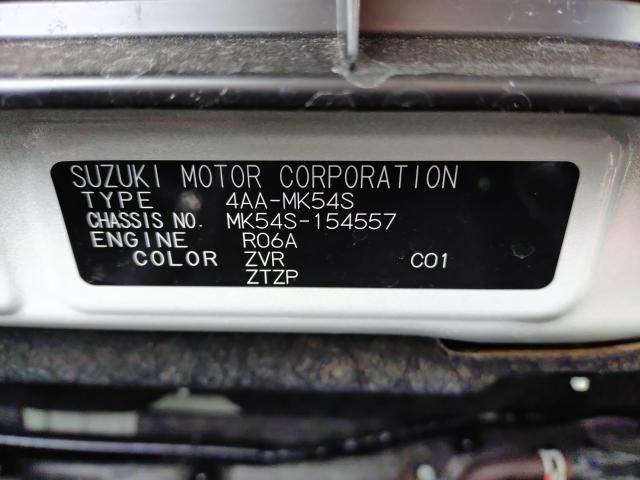 SUZUKI MOTOR CORPORATION
TYPE 4AA-MK54S
CHASSIS NO. MK54S-154557
ENGINE R06A
COLOR ZVR C01
ZTZP